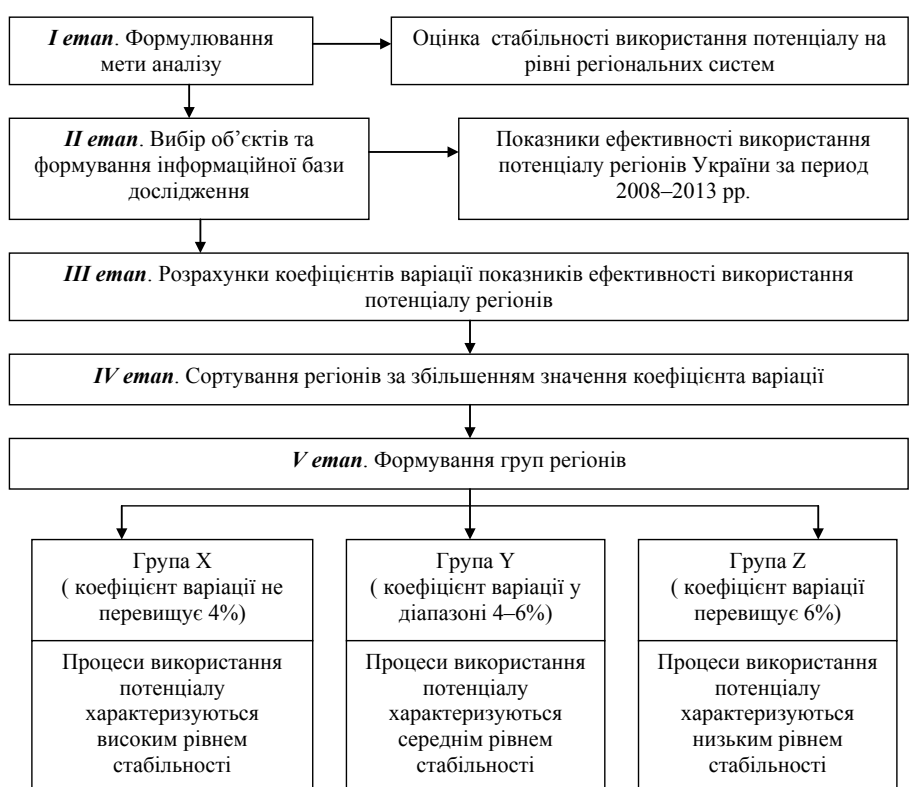 I етап. Формулювання
мети аналізу
Оцінка стабільності використання потенціалу на
рівні регіональних систем
II етап. Вибір об’єктів та
формування інформаційної бази
дослідження
Показники ефективності використання
потенціалу регіонів України за период
2008–2013 рр.
III етап. Розрахунки коефіцієнтів варіації показників ефективності використання
потенціалу регіонів
IV етап. Сортування регіонів за збільшенням значення коефіцієнта варіації
V етап. Формування груп регіонів
Група X
( коефіцієнт варіації не
перевищує 4%)
Процеси використання
потенціалу
характеризуються
високим рівнем
стабільності
Група Y
( коефіцієнт варіації у
діапазоні 4–6%)
Процеси використання
потенціалу
характеризуються
середнім рівнем
стабільності
Група Z
( коефіцієнт варіації
перевищує 6%)
Процеси використання
потенціалу
характеризуються
низьким рівнем
стабільності